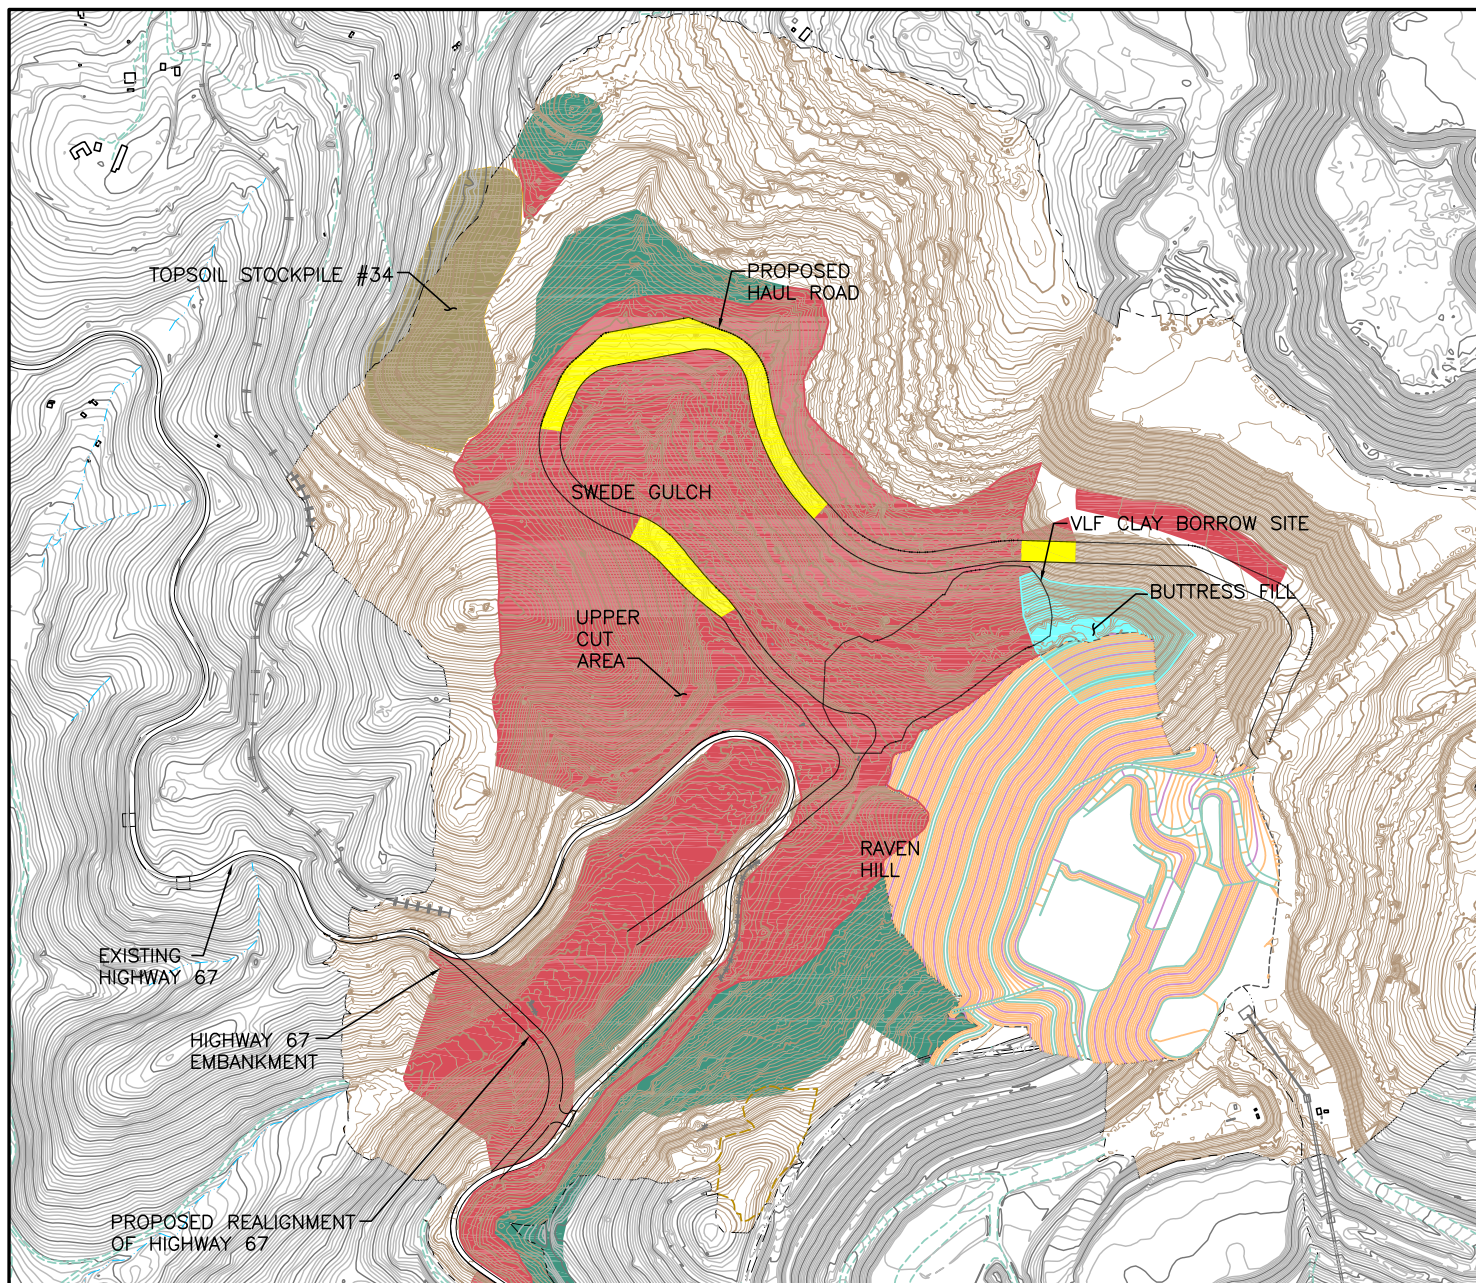 TOPSOIL STOCKPILE #34
PROPOSED
HAUL ROAD
SWEDE GULCH
VLF CLAY BORROW SITE
BUTTRESS FILL
UPPER
CUT
AREA
RAVEN
HILL
EXISTING
HIGHWAY 67
HIGHWAY 67
EMBANKMENT
PROPOSED REALIGNMENT
OF HIGHWAY 67